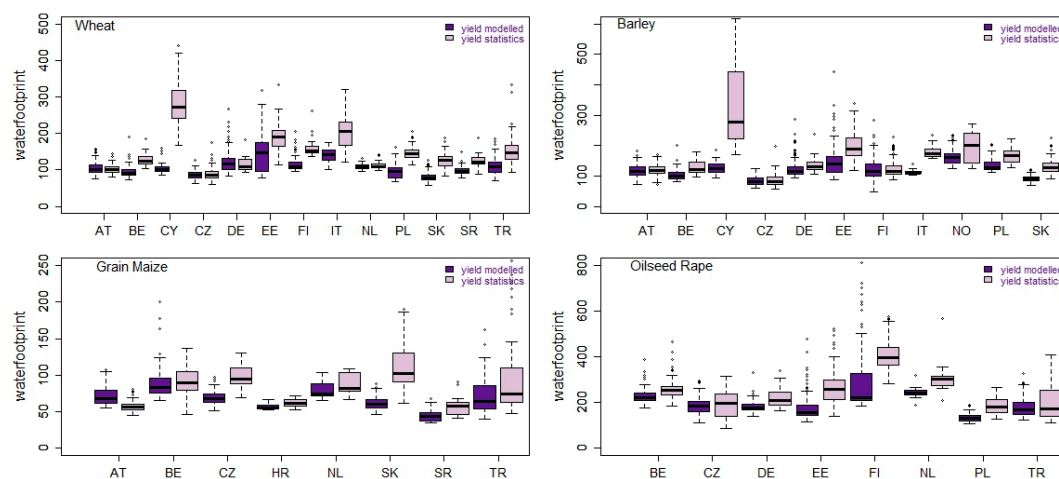 Wheat
yield modelled
yield statistics
waterfootprint
500
400
300
200
100
0
AT BE CY CZ DE EE FI IT NL PL SK SR TR
Barley
yield modelled
yield statistics
waterfootprint
500
300
100
0
AT BE CY CZ DE EE FI IT NO PL SK
Grain Maize
yield modelled
yield statistics
waterfootprint
250
200
150
100
50
0
AT BE CZ HR NL SK SR TR
Oilseed Rape
yield modelled
yield statistics
waterfootprint
800
600
400
200
0
BE CZ DE EE FI NL PL TR